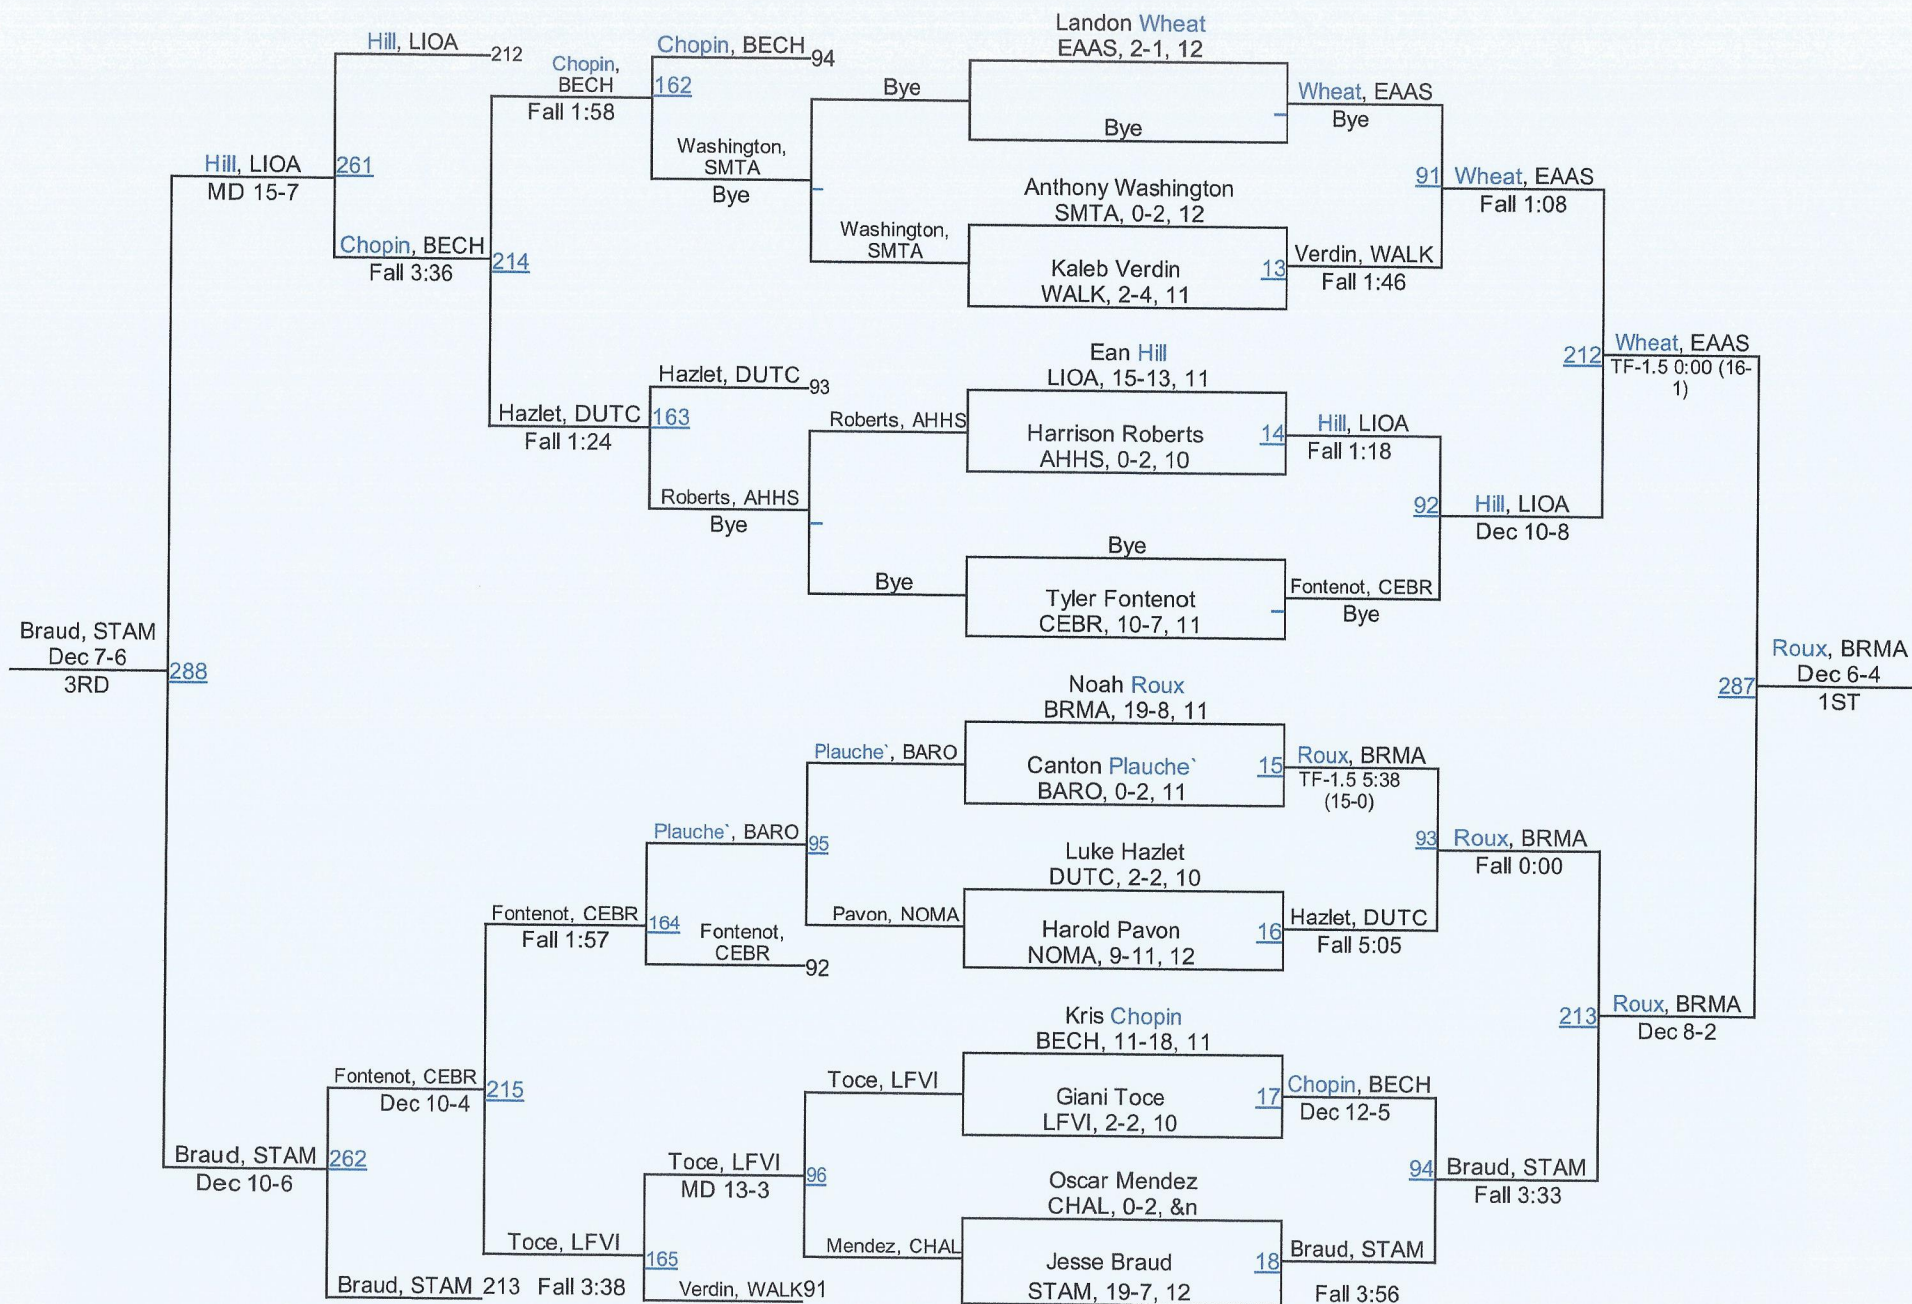 Hill, LIOA
212
Hill, LIOA
MD 15-7
261
Chopin, BECH
Fall 3:36
214
Chopin,
BECH
Fall 1:58
162
Chopin, BECH
94
Washington,
SMTA
Bye
Bye
Washington,
SMTA
Hazlet, DUTC
Fall 1:24
163
Hazlet, DUTC
93
Roberts, AHHS
Bye
Roberts, AHHS
Bye
Braud, STAM
Dec 7-6
3RD
288
Plauche`, BARO
95
Plauche`, BARO
Pavon, NOMA
Fontenot, CEBR
Fall 1:57
164
Fontenot,
CEBR
92
Fontenot, CEBR
Dec 10-4
215
Braud, STAM
Dec 10-6
262
Toce, LFVI
MD 13-3
96
Toce, LFVI
Mendez, CHAL
Toce, LFVI
Fall 3:38
165
Verdin, WALK
91
Braud, STAM
213
Landon Wheat
EAAS, 2-1, 12
Bye
Anthony Washington
SMTA, 0-2, 12
Kaleb Verdin
WALK, 2-4, 11
13
Ean Hill
LIOA, 15-13, 11
Harrison Roberts
AHHS, 0-2, 10
14
Bye
Tyler Fontenot
CEBR, 10-7, 11
Noah Roux
BRMA, 19-8, 11
Canton Plauche`
BARO, 0-2, 11
15
Luke Hazlet
DUTC, 2-2, 10
Harold Pavon
NOMA, 9-11, 12
16
Kris Chopin
BECH, 11-18, 11
Giani Toce
LFVI, 2-2, 10
17
Oscar Mendez
CHAL, 0-2, &n
Jesse Braud
STAM, 19-7, 12
18
Wheat, EAAS
Bye
91
Verdin, WALK
Fall 1:46
Wheat, EAAS
Fall 1:08
Hill, LIOA
Fall 1:18
92
Fontenot, CEBR
Bye
Hill, LIOA
Dec 10-8
212
Wheat, EAAS
TF-1.5 0:00 (16-
1)
Roux, BRMA
TF-1.5 5:38
(15-0)
93
Hazlet, DUTC
Fall 5:05
Roux, BRMA
Fall 0:00
Chopin, BECH
Dec 12-5
94
Braud, STAM
Fall 3:56
Braud, STAM
Fall 3:33
213
Roux, BRMA
Dec 8-2
287
Roux, BRMA
Dec 6-4
1ST